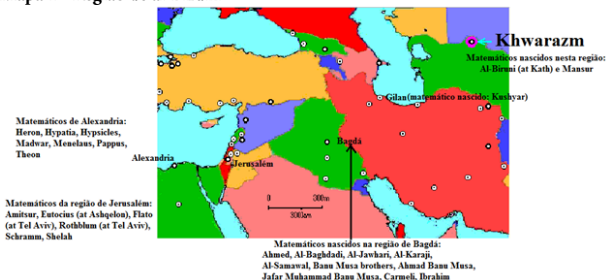 Khwarazm
Matemáticos nascidos nesta região:
Al-Biruni (at Kath) e Mansur
Gilan(matemático nascido: Kushyar)
Matemáticos de Alexandria:
Heron, Hypatia, Hypsicles,
Madwar, Menelaus, Pappus,
Theon
Bagdá
Alexandria
Jerusalém
Matemáticos da região de Jerusalém:
Amitsur, Eutocius (at Ashqelon), Flato
(at Tel Aviv), Rothblum (at Tel Aviv),
Schramm, Shelah
0 300m
300km
Matemáticos nascidos na região de Bagdá:
Ahmed, Al-Baghdadi, Al-Jawhari, Al-Karaji,
Al-Samawal, Banu Musa brothers, Ahmad Banu Musa,
Jafar Muhammad Banu Musa, Carmeli, Ibrahim